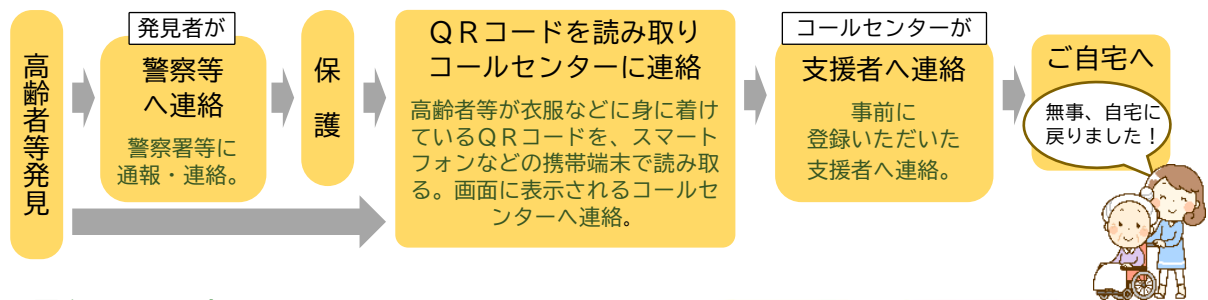 高齢者等発見
発見者が
警察等
へ連絡
警察署等に
通報・連絡。
保護
ＱＲコードを読み取り
コールセンターに連絡
高齢者等が衣服などに身に着け
ているＱＲコードを、スマート
フォンなどの携帯端末で読み取
る。画面に表示されるコールセ
ンターへ連絡。
コールセンターが
支援者へ連絡
事前に
登録いただいた
支援者へ連絡。
ご自宅へ
無事、自宅に
戻りました！